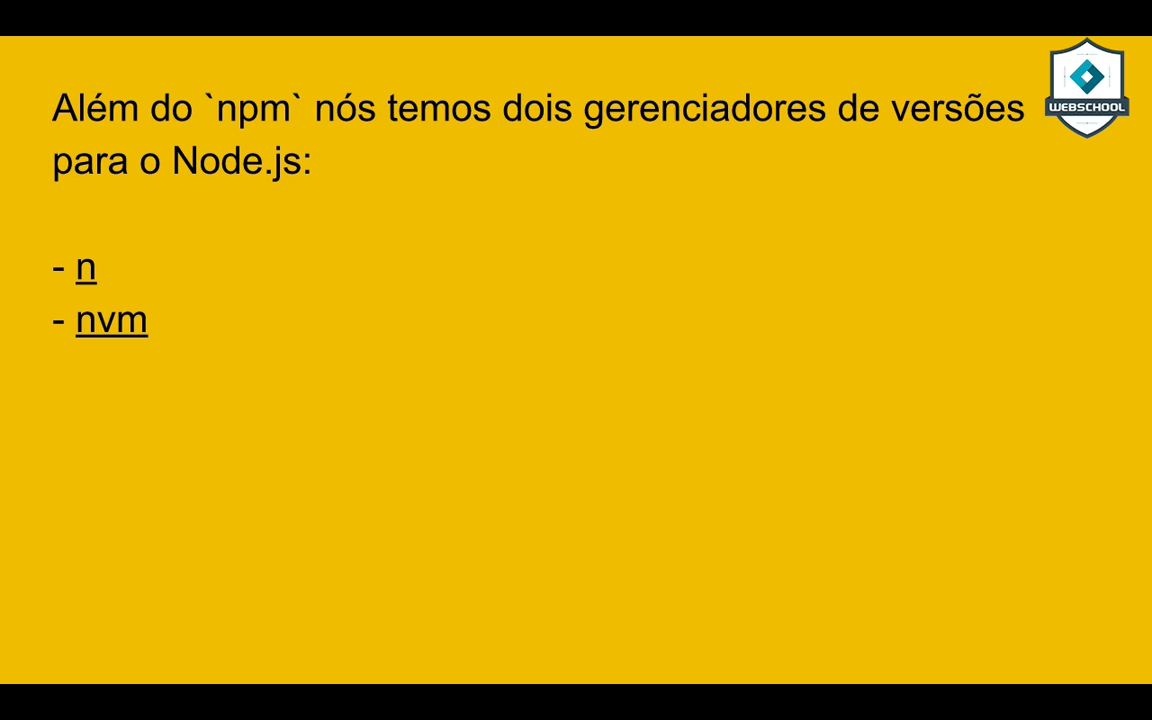 Além do `npm` nós temos dois gerenciadores de versões
para o Node.js:
- n
- nvm
WEBSCHOOL